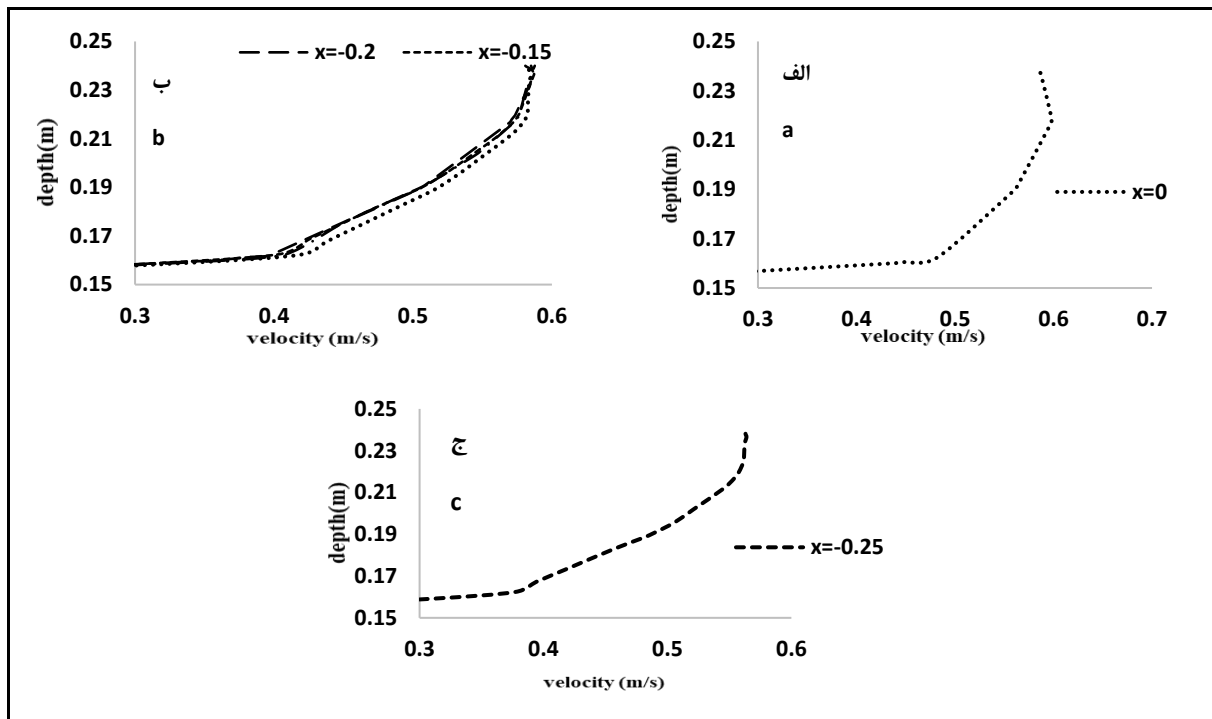 x=-0.2 x=-0.15
ب
b
depth(m)
0.25
0.23
0.21
0.19
0.17
0.15
0.3 0.4 0.5 0.6
velocity (m/s)
الف
a
x=0
depth(m)
0.25
0.23
0.21
0.19
0.17
0.15
0.3 0.4 0.5 0.6 0.7
velocity (m/s)
ج
c
x=-0.25
depth(m)
0.25
0.23
0.21
0.19
0.17
0.15
0.3 0.4 0.5 0.6
velocity (m/s)